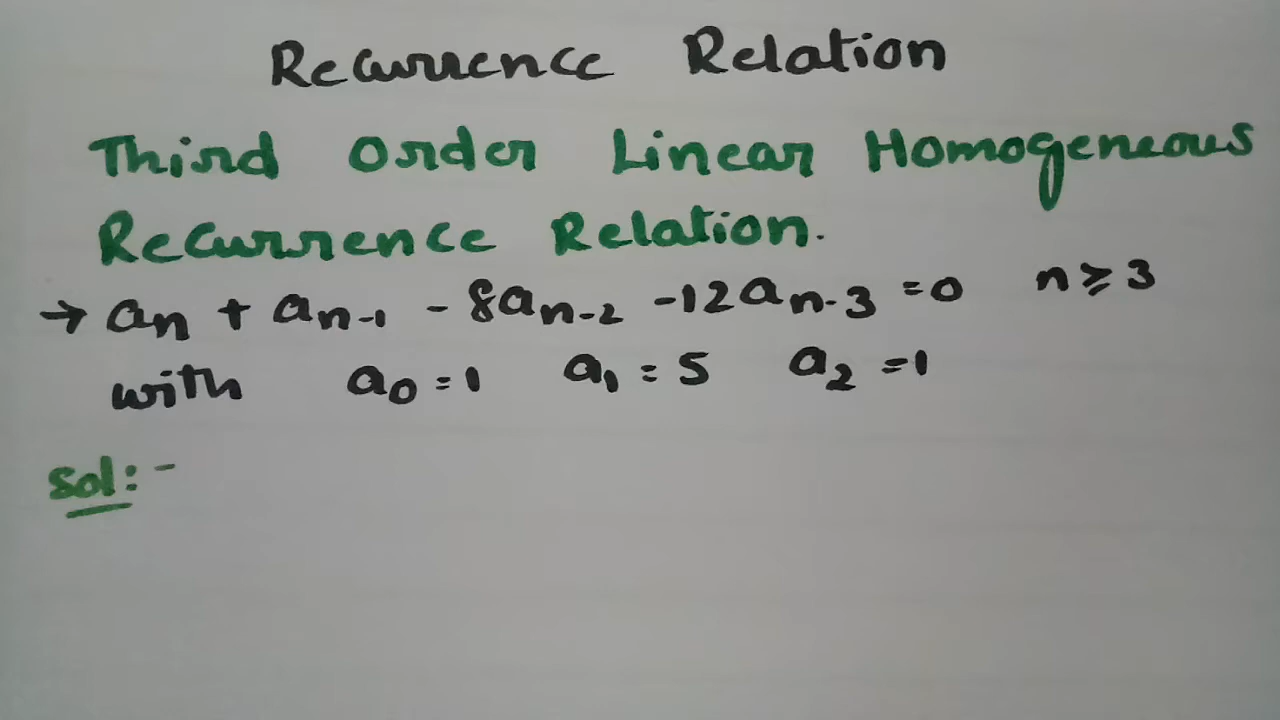 Recurrence Relation
Third Order Linear Homogeneous
Recurrence Relation.
→ aₙ + aₙ₋₁ - 8aₙ₋₂ - 12aₙ₋₃ = 0 n ≥ 3
with a₀ = 1 a₁ = 5 a₂ = 1
Sol:-